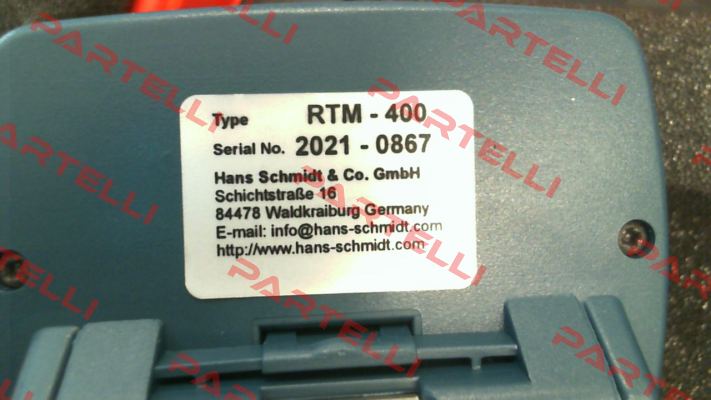 Type RTM - 400
Serial No. 2021 - 0867
Hans Schmidt & Co. GmbH
Schichtstraße 16
84478 Waldkraiburg Germany
E-mail: info@hans-schmidt.com
http://www.hans-schmidt.com
PARTELLI
PARTELLI
PARTELLI
PARTELLI
PARTELLI
PARTELLI
PARTELLI
PARTELLI
PARTELLI